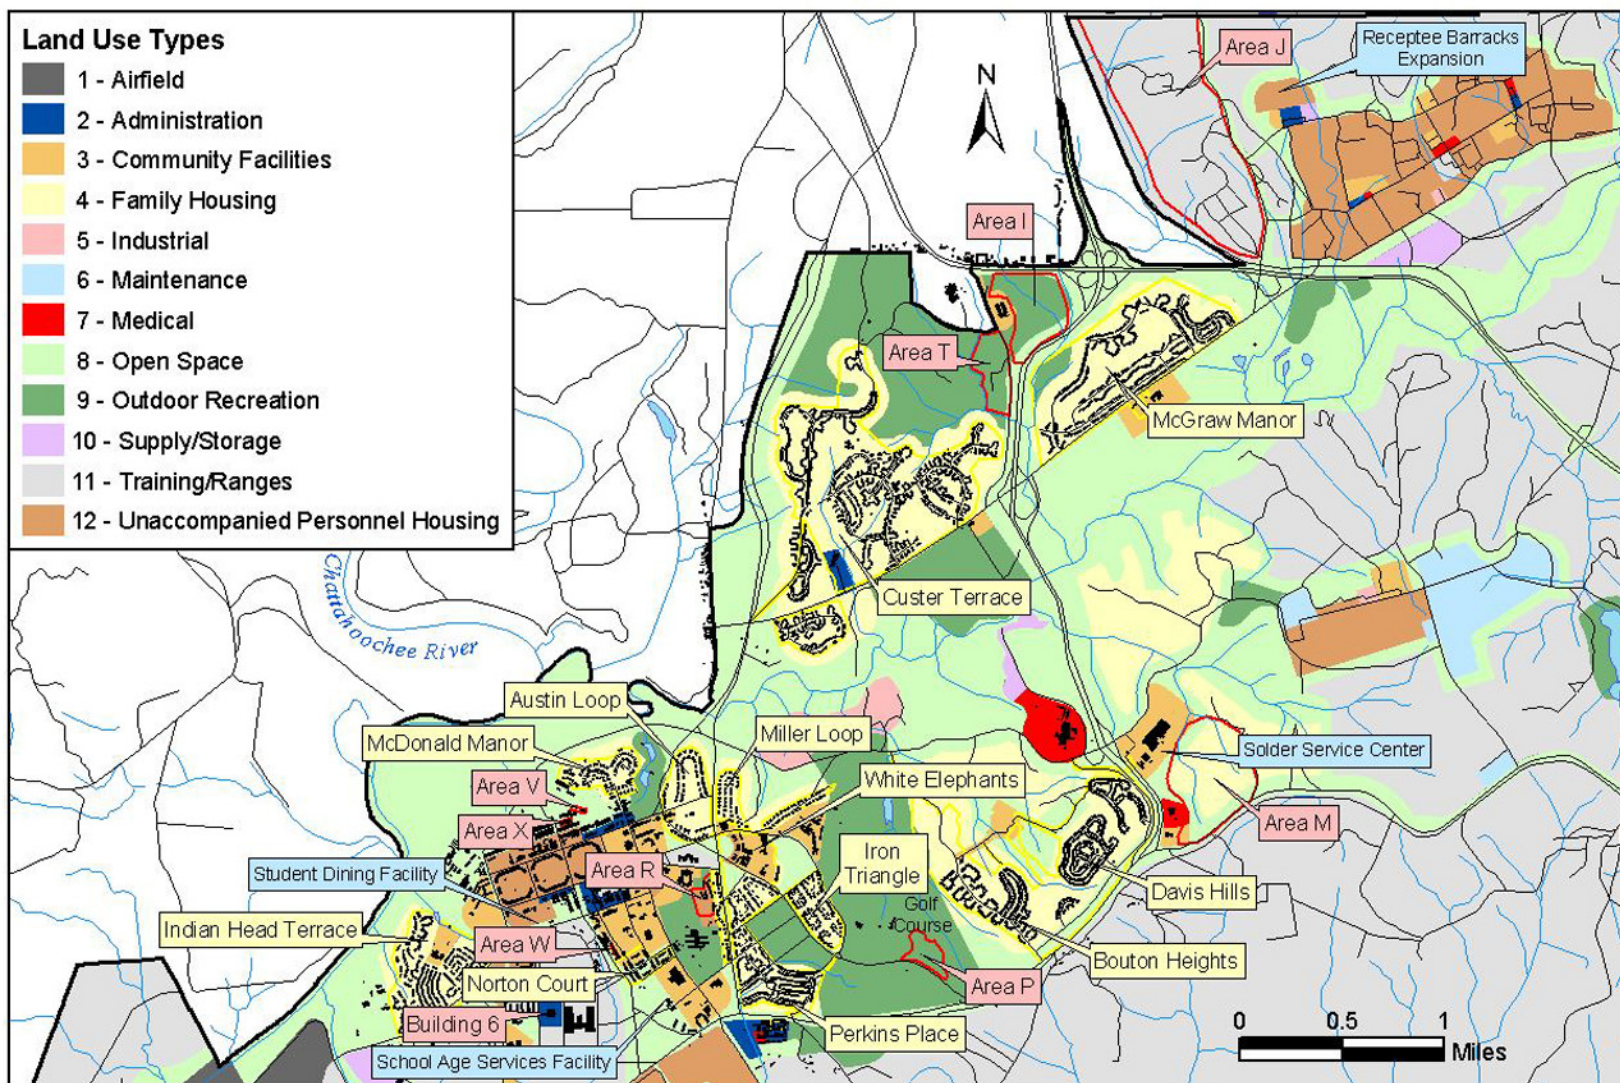 Land Use Types
1 - Airfield
2 - Administration
3 - Community Facilities
4 - Family Housing
5 - Industrial
6 - Maintenance
7 - Medical
8 - Open Space
9 - Outdoor Recreation
10 - Supply/Storage
11 - Training/Ranges
12 - Unaccompanied Personnel Housing
N
Area J
Receptee Barracks
Expansion
Area I
Area T
McGraw Manor
Custer Terrace
Chattahoochee River
Austin Loop
McDonald Manor
Miller Loop
Solder Service Center
Area V
White Elephants
Area X
Area M
Student Dining Facility
Area R
Iron
Triangle
Davis Hills
Golf
Course
Indian Head Terrace
Area W
Bouton Heights
Norton Court
Area P
Building 6
Perkins Place
School Age Services Facility
0 0.5 1
Miles